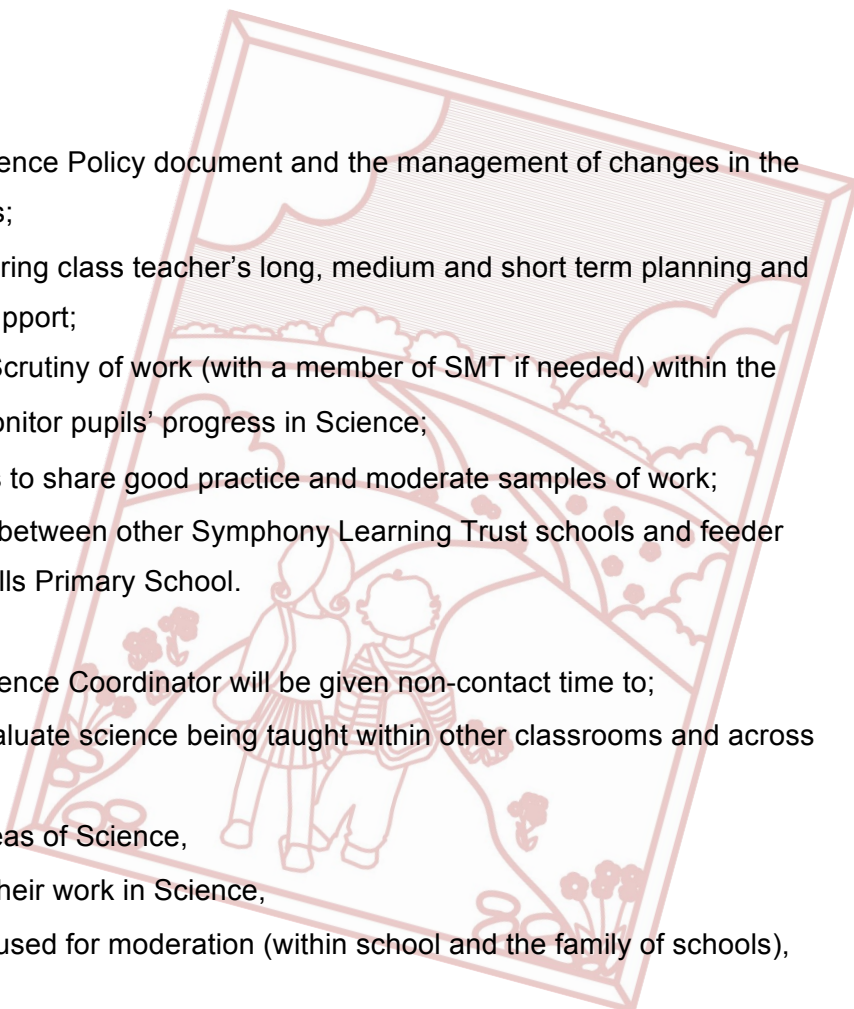 ence Policy document and the management of changes in the
s;
ring class teacher's long, medium and short term planning and
pport;
Scrutiny of work (with a member of SMT if needed) within the
onitor pupils' progress in Science;
s to share good practice and moderate samples of work;
between other Symphony Learning Trust schools and feeder
lls Primary School.
ence Coordinator will be given non-contact time to;
aluate science being taught within other classrooms and across
eas of Science,
heir work in Science,
used for moderation (within school and the family of schools),